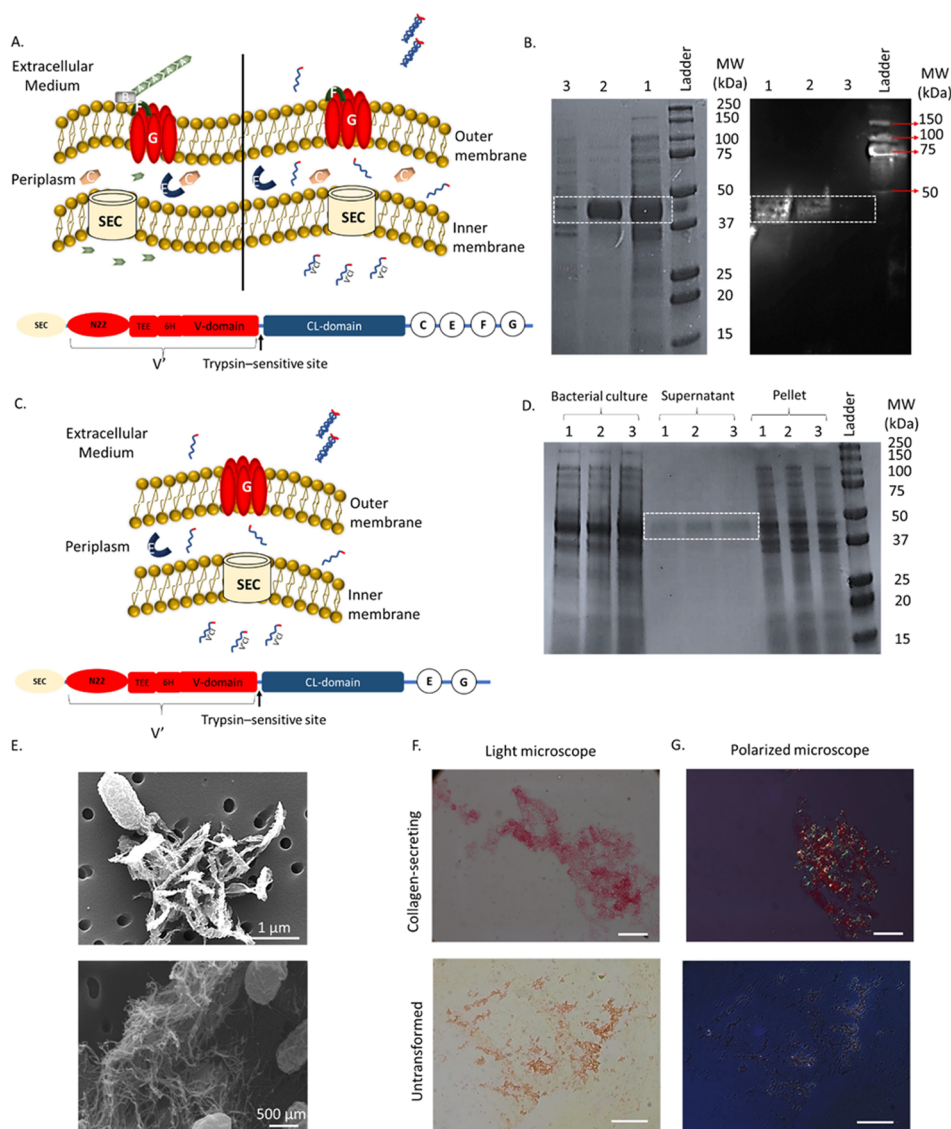 A.
Extracellular
Medium
B
F
G
Outer
membrane
Periplasm
C
E
C
E
C
SEC
SEC
Inner
membrane
F
G
SEC
N22
TEE
6H
V-domain
CL-domain
C
E
F
G
V'
Trypsin–sensitive site
B.
3
2
1
Ladder
MW
(kDa)
250
150
100
75
50
37
25
20
15
1
2
3
Ladder
150
100
75
50
C.
Extracellular
Medium
G
Outer
membrane
Periplasm
E
SEC
Inner
membrane
SEC
N22
TEE
6H
V-domain
CL-domain
E
G
V'
Trypsin–sensitive site
D.
Bacterial culture
Supernatant
Pellet
1 2 3
1 2 3
1 2 3
Ladder
MW
(kDa)
250
150
100
75
50
37
25
20
15
E.
1 µm
500 µm
F.
Light microscope
G.
Polarized microscope
Collagen-secreting
Untransformed